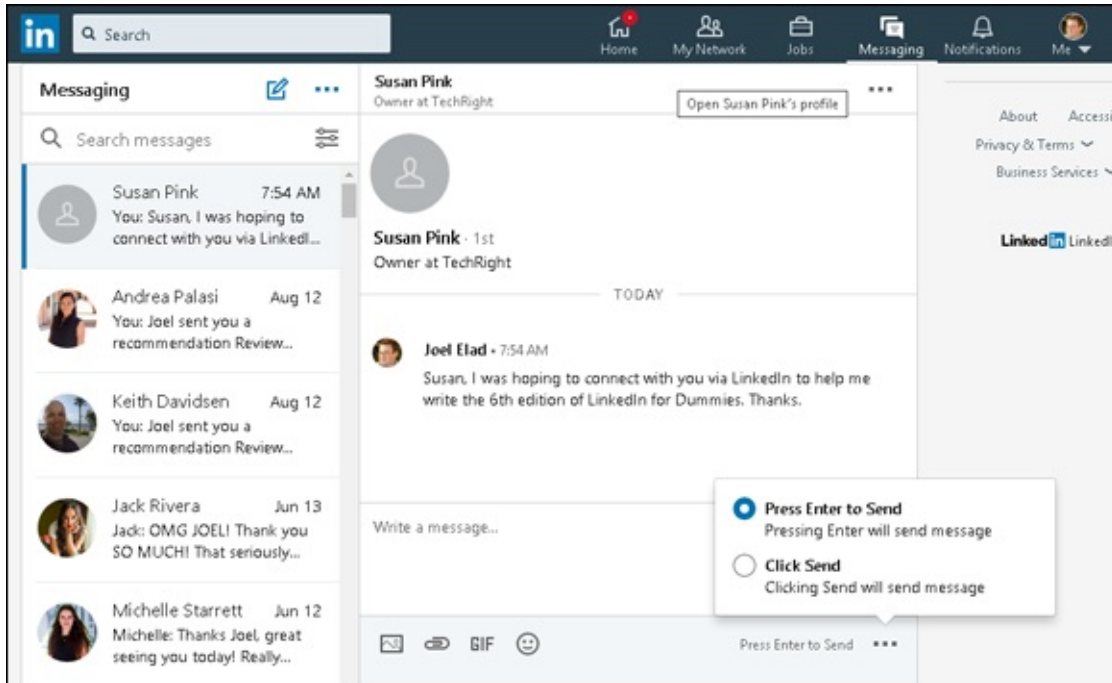 in
Search
Home
My Network
Jobs
Messaging
Notifications
Me
Messaging
Search messages
Susan Pink 7:54 AM
You: Susan, I was hoping to
connect with you via LinkedI...
Andrea Palasi Aug 12
You: Joel sent you a
recommendation Review...
Keith Davidsen Aug 12
You: Joel sent you a
recommendation Review...
Jack Rivera Jun 13
Jack: OMG JOEL! Thank you
SO MUCH! That seriously...
Michelle Starrett Jun 12
Michelle: Thanks Joel, great
seeing you today! Really...
Susan Pink
Owner at TechRight
Open Susan Pink's profile
Susan Pink · 1st
Owner at TechRight
TODAY
Joel Elad • 7:54 AM
Susan, I was hoping to connect with you via LinkedIn to help me
write the 6th edition of LinkedIn for Dummies. Thanks.
Write a message...
Press Enter to Send
Pressing Enter will send message
Click Send
Clicking Send will send message
GIF
Press Enter to Send
About Accessi
Privacy & Terms
Business Services
Linked in LinkedI